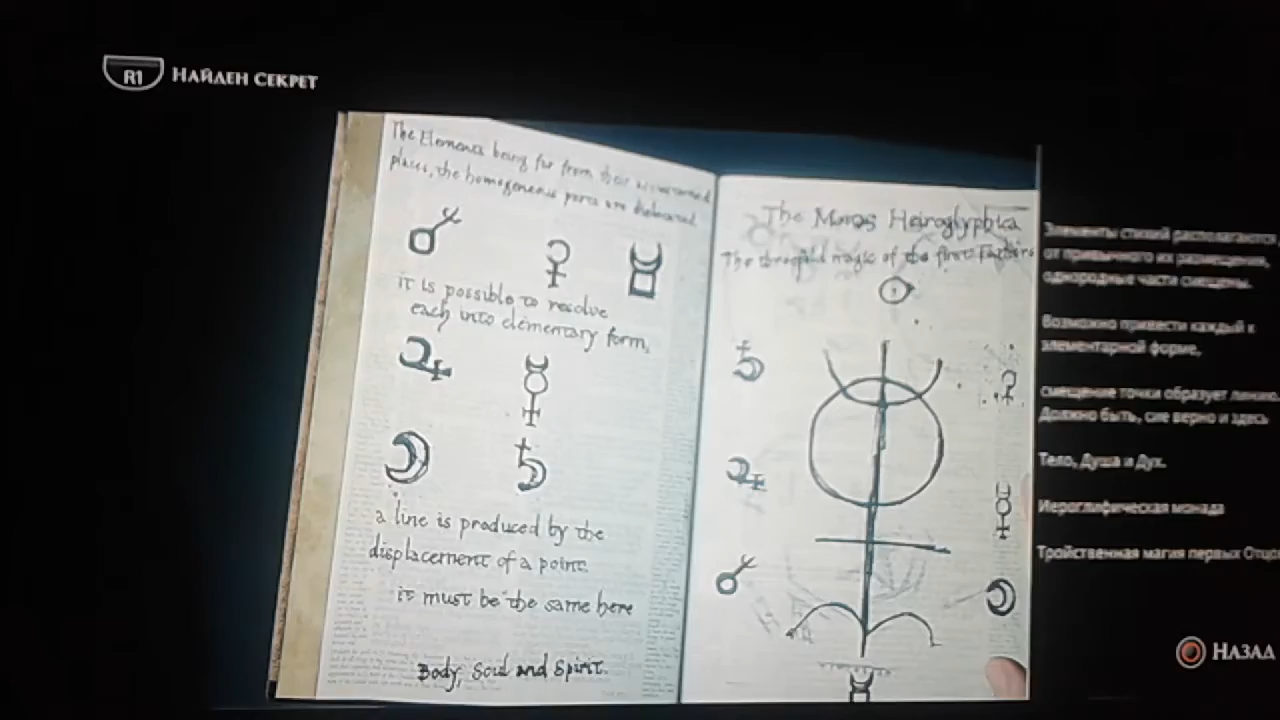 R1 НАЙДЕН СЕКРЕТ
The Elements being far from their accustomed
places, the homogeneous parts are dislocated
it is possible to resolve
each into elementary form,
a line is produced by the
displacement of a point
it must be the same here
Body, Soul and Spirit.
The Monas Heiroglyphica
The threefold magic of the first Fathers
Элементы стихий располагаются
от привычного их размещения,
однородные части смещены.
Возможно привести каждый к
элементарной форме,
смещение точки образует линию.
Должно быть, сие верно и здесь
Тело, Душа и Дух.
Иероглифическая монада
Тройственная магия первых Отцо
НАЗАД